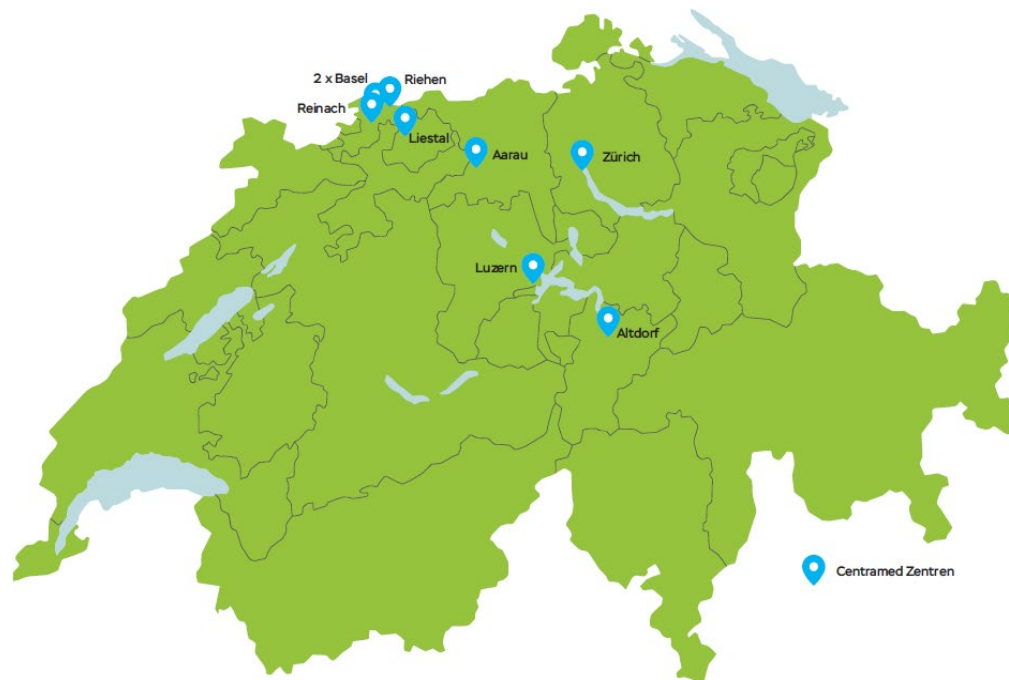 2 x Basel
Riehen
Reinach
Liestal
Aarau
Zürich
Luzern
Altdorf
Centramed Zentren